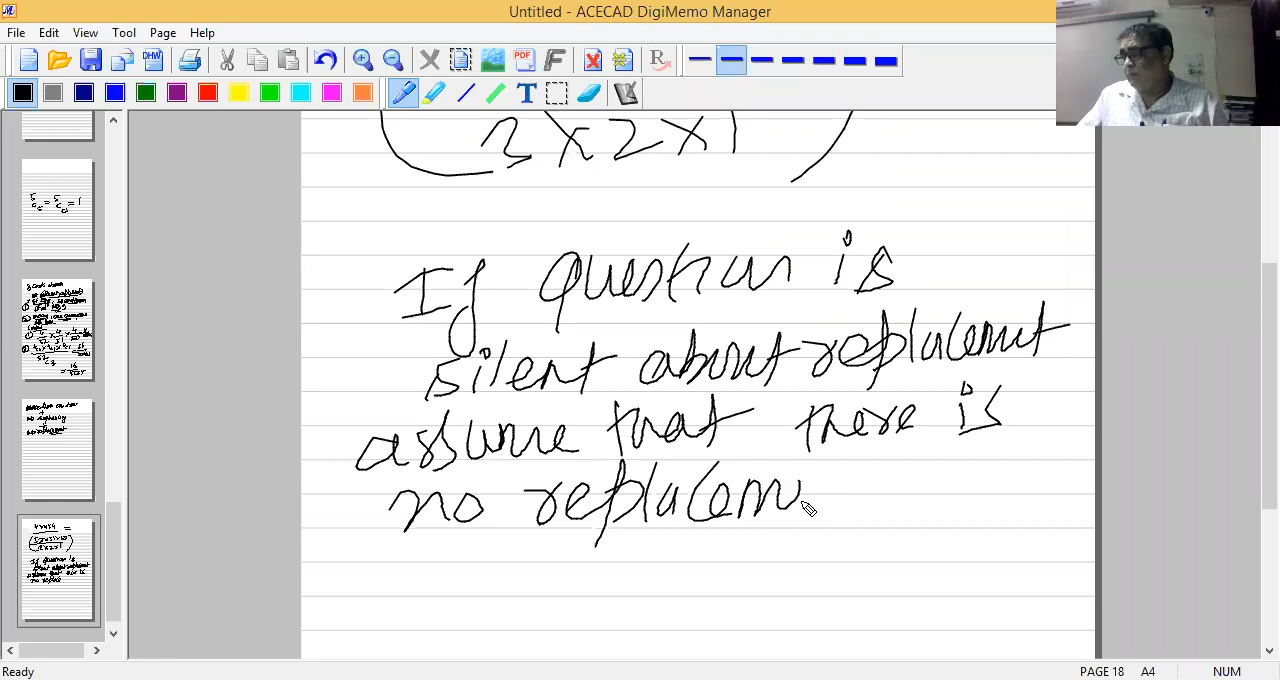 Untitled - ACECAD DigiMemo Manager
File Edit View Tool Page Help
3 x 2 x 1
If question is
silent about replacement
assume that there is
no replacem
Ready
PAGE 18 A4 NUM